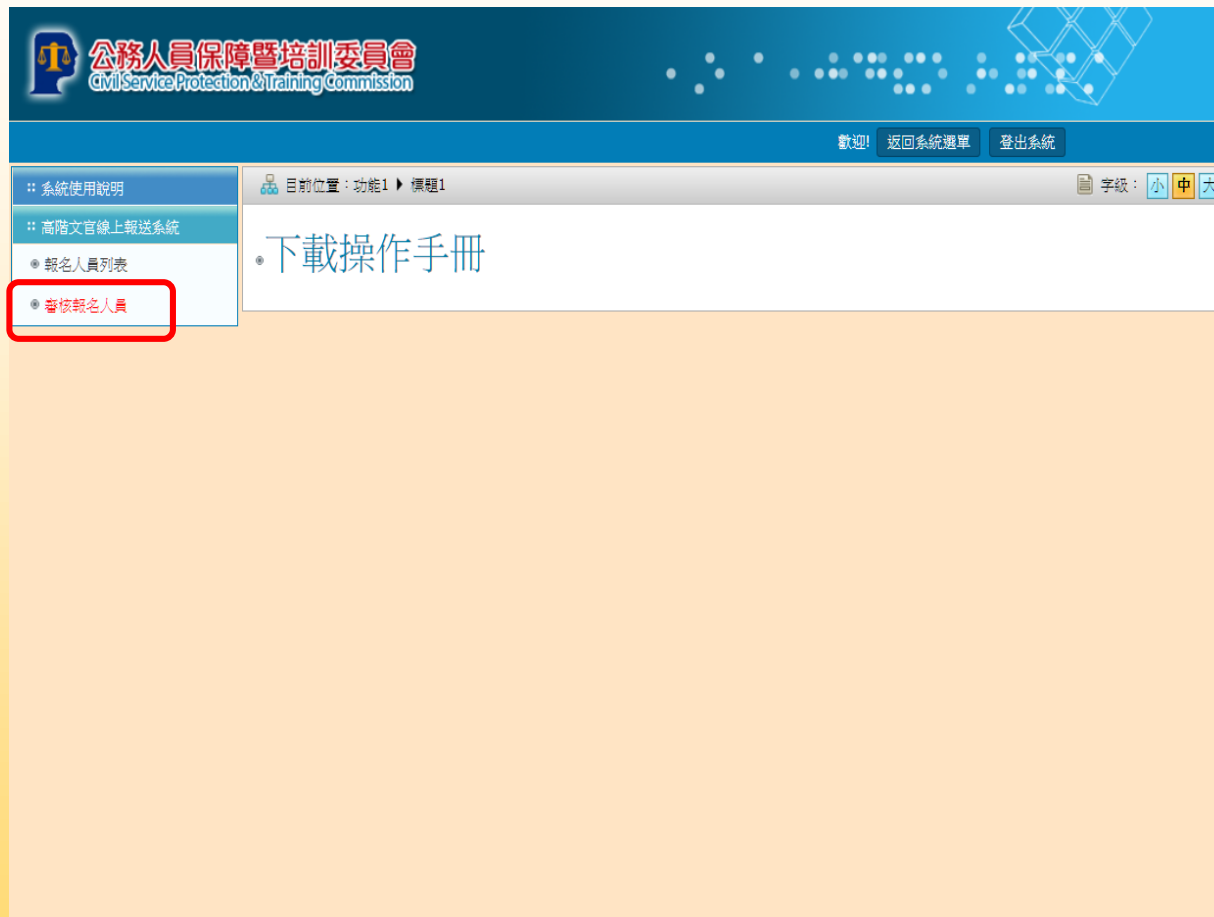 公務人員保障暨培訓委員會
Civil Service Protection & Training Commission
歡迎! 返回系統選單 登出系統
系統使用說明
目前位置：功能1 ▶ 標題1
字級： 小 中 大
高階文官線上報送系統
報名人員列表
審核報名人員
下載操作手冊